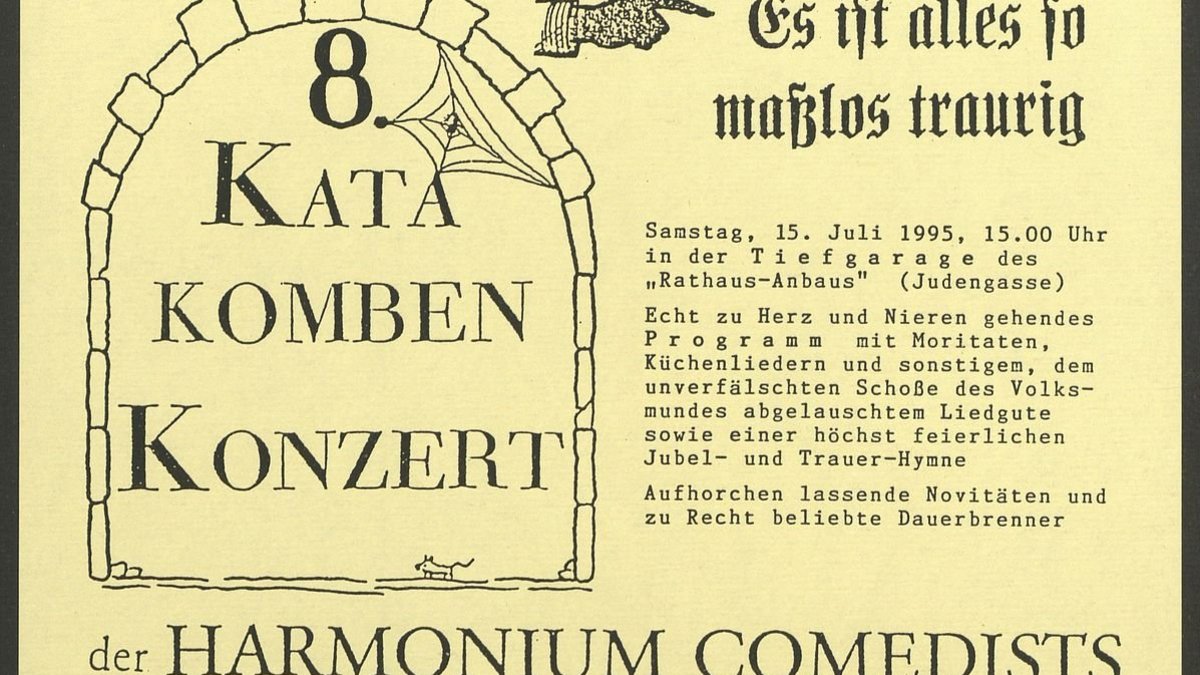 8.
KATA
KOMBEN
KONZERT
Es ist alles so
maßlos traurig
Samstag, 15. Juli 1995, 15.00 Uhr
in der Tiefgarage des
„Rathaus-Anbaus" (Judengasse)
Echt zu Herz und Nieren gehendes
Programm mit Moritaten,
Küchenliedern und sonstigem, dem
unverfälschten Schoße des Volks-
mundes abgelauschtem Liedgute
sowie einer höchst feierlichen
Jubel- und Trauer-Hymne
Aufhorchen lassende Novitäten und
zu Recht beliebte Dauerbrenner
der HARMONIUM COMEDISTS